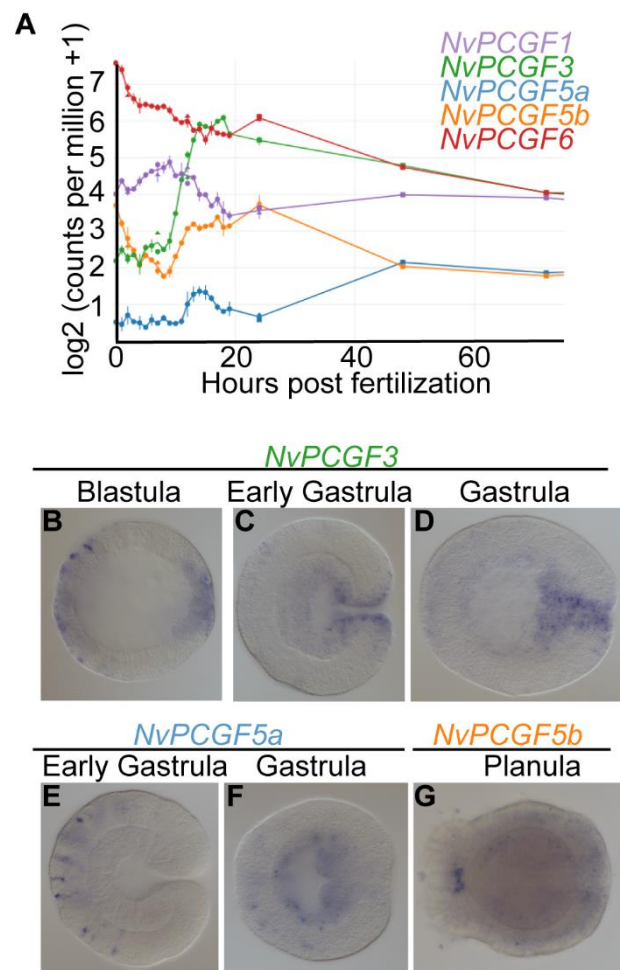 A
NvPCGF1
NvPCGF3
NvPCGF5a
NvPCGF5b
NvPCGF6
log2 (counts per million +1)
7
6
5
4
3
2
1
0 20 40 60
Hours post fertilization
NvPCGF3
Blastula Early Gastrula Gastrula
B C D
NvPCGF5a NvPCGF5b
Early Gastrula Gastrula Planula
E F G